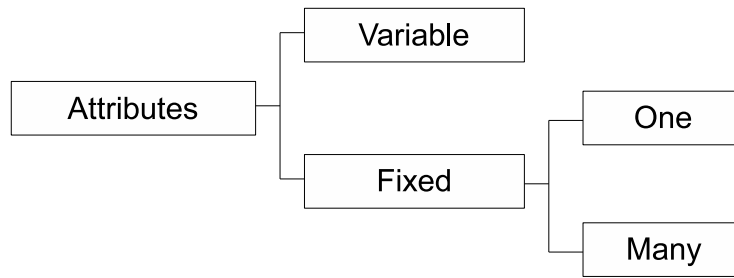 Variable
Attributes
One
Fixed
Many